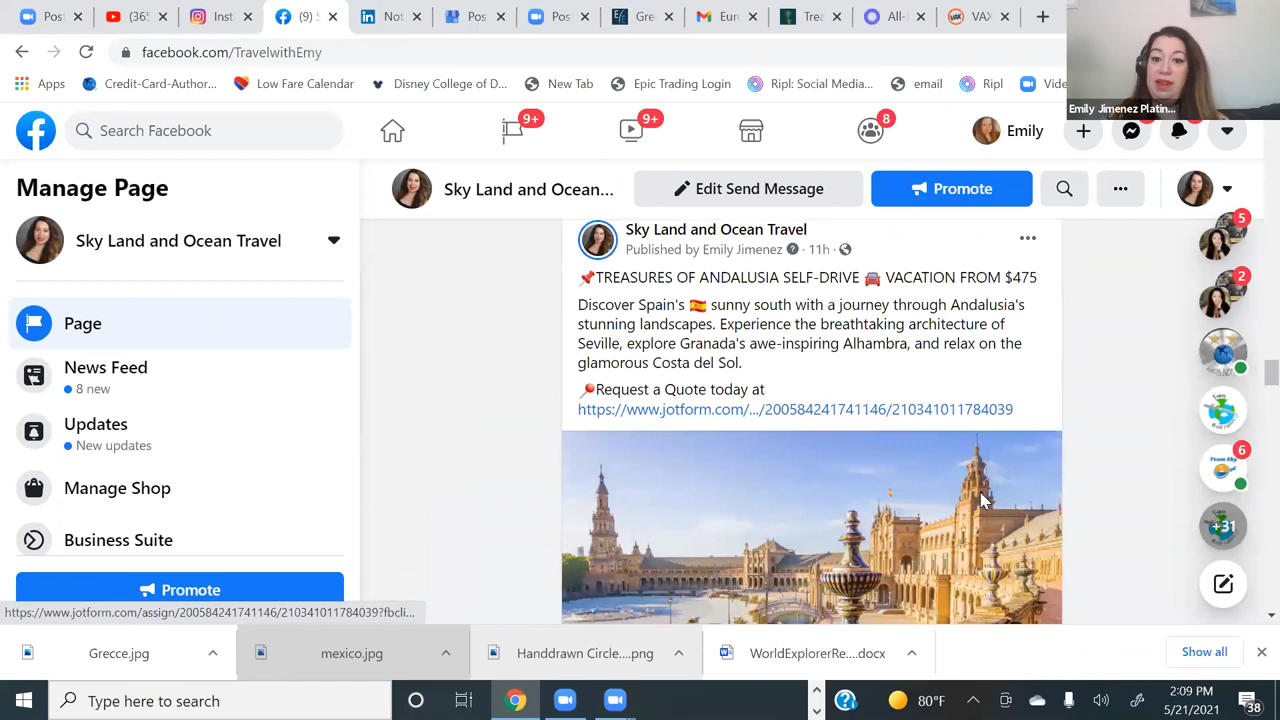 Post
(365
Inst
(9) S
Not
Pos
Pos
Gre
Euro
Trea
All-I
VAX
facebook.com/TravelwithEmy
Apps
Credit-Card-Author...
Low Fare Calendar
Disney College of D...
New Tab
Epic Trading Login
Ripl: Social Media...
email
Ripl
Emily Jimenez Platin...
Search Facebook
9+
9+
8
Emily
Manage Page
Sky Land and Ocean...
Edit Send Message
Promote
Sky Land and Ocean Travel
Page
News Feed
8 new
Updates
New updates
Manage Shop
Business Suite
Promote
Sky Land and Ocean Travel
Published by Emily Jimenez · 11h ·
📌TREASURES OF ANDALUSIA SELF-DRIVE 🚘 VACATION FROM $475
Discover Spain's 🇪🇸 sunny south with a journey through Andalusia's
stunning landscapes. Experience the breathtaking architecture of
Seville, explore Granada's awe-inspiring Alhambra, and relax on the
glamorous Costa del Sol.
📍Request a Quote today at
https://www.jotform.com/.../200584241741146/210341011784039
5
2
6
Team Sky
+31
https://www.jotform.com/assign/200584241741146/210341011784039?fbcli...
Grecce.jpg
mexico.jpg
Handdrawn Circle....png
WorldExplorerRe....docx
Show all
Type here to search
80°F
2:09 PM
5/21/2021
38